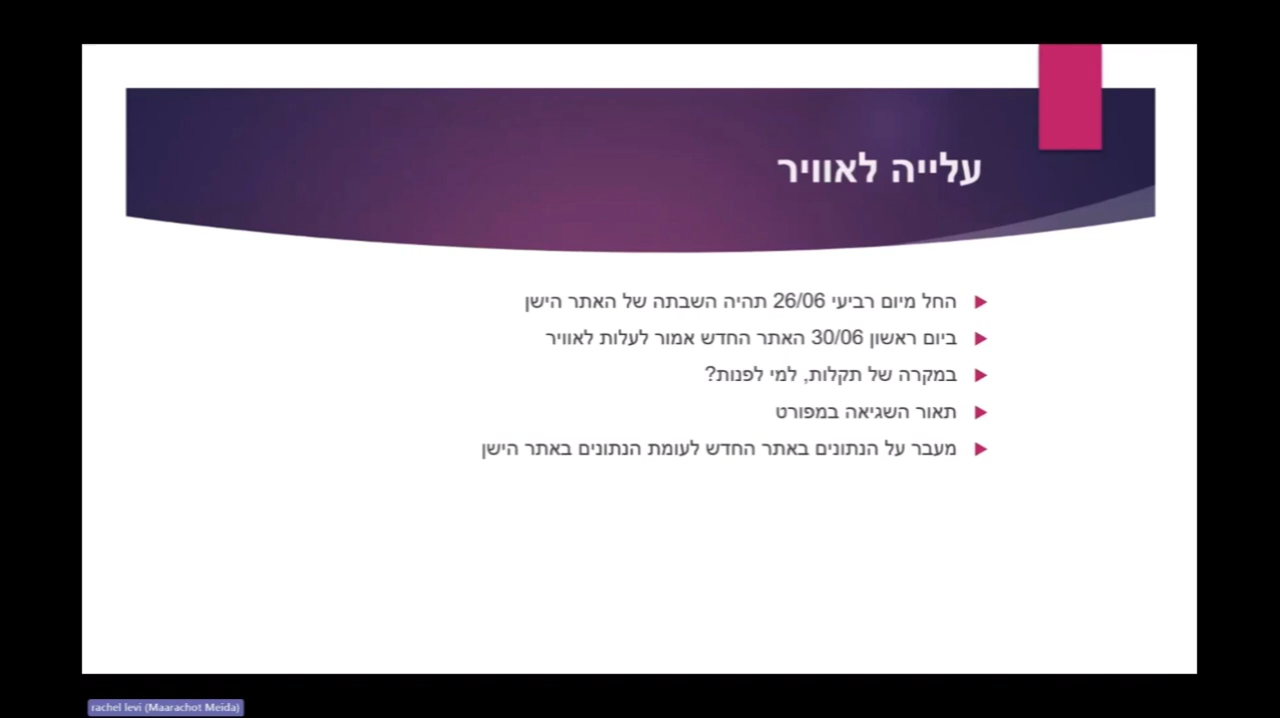 עלייה לאוויר
החל מיום רביעי 26/06 תהיה השבתה של האתר הישן
ביום ראשון 30/06 האתר החדש אמור לעלות לאוויר
במקרה של תקלות, למי לפנות?
תאור השגיאה במפורט
מעבר על הנתונים באתר החדש לעומת הנתונים באתר הישן
rachel levi (Maarachot Meida)